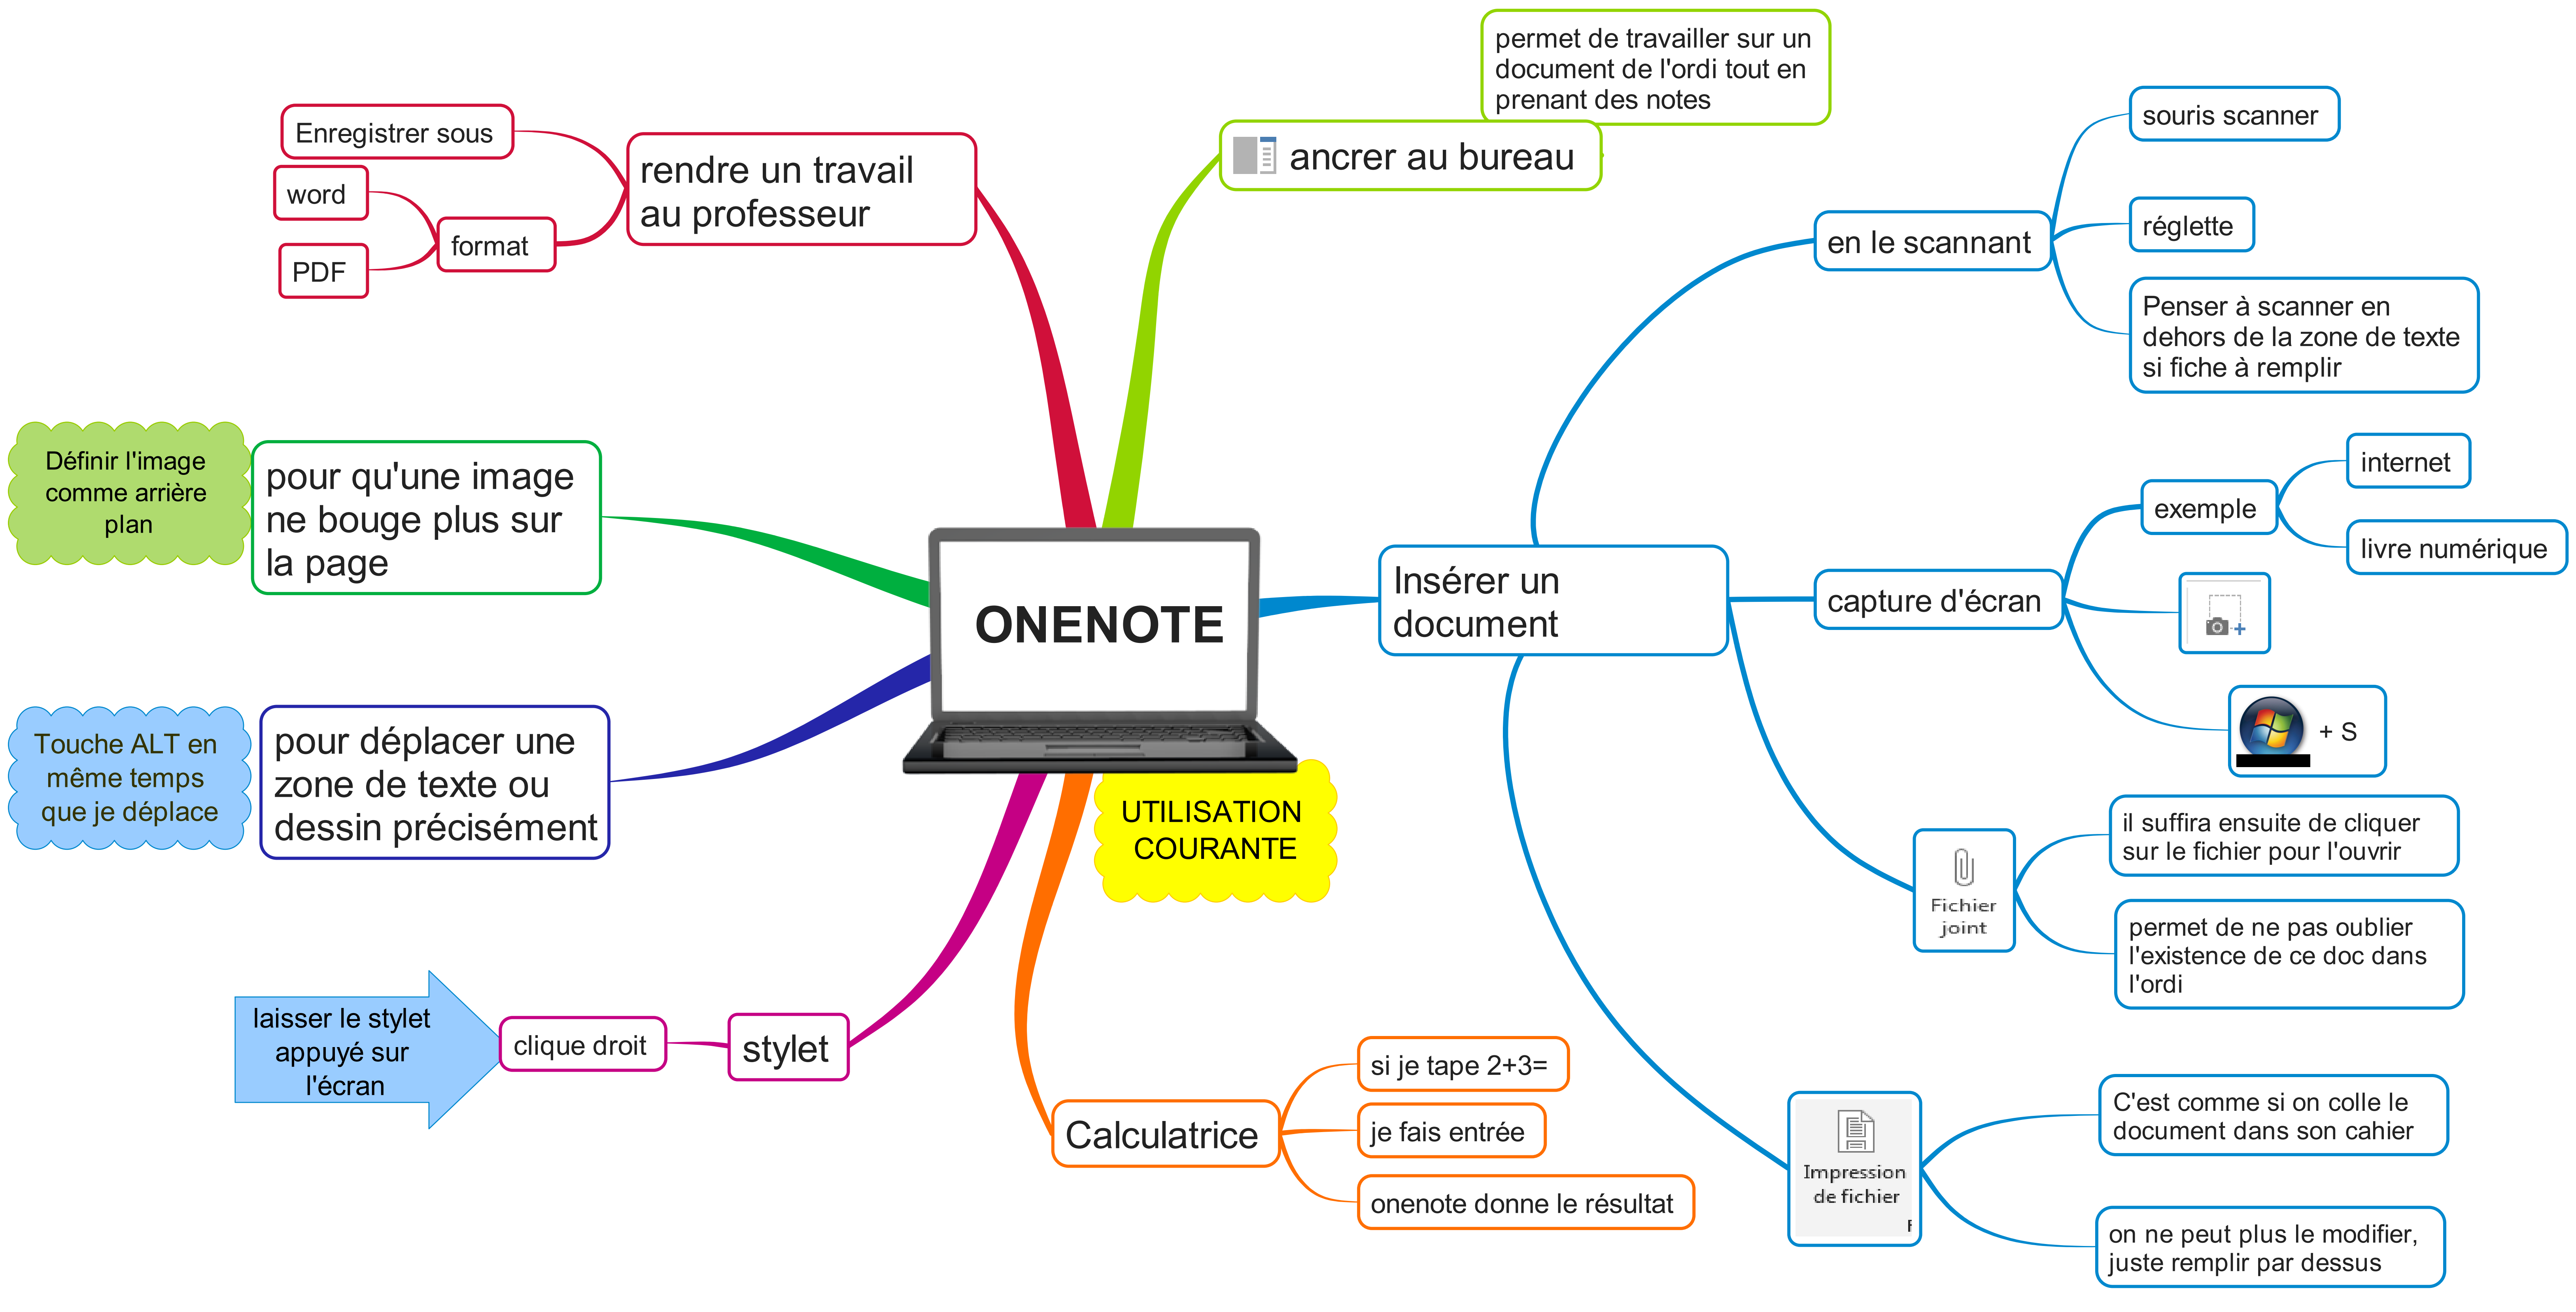 ONENOTE
UTILISATION
COURANTE
ancrer au bureau
permet de travailler sur un
document de l'ordi tout en
prenant des notes
Insérer un
document
en le scannant
souris scanner
réglette
Penser à scanner en
dehors de la zone de texte
si fiche à remplir
capture d'écran
exemple
internet
livre numérique
+ S
Fichier
joint
il suffira ensuite de cliquer
sur le fichier pour l'ouvrir
permet de ne pas oublier
l'existence de ce doc dans
l'ordi
Impression
de fichier
C'est comme si on colle le
document dans son cahier
on ne peut plus le modifier,
juste remplir par dessus
Calculatrice
si je tape 2+3=
je fais entrée
onenote donne le résultat
stylet
clique droit
laisser le stylet
appuyé sur
l'écran
pour déplacer une
zone de texte ou
dessin précisément
Touche ALT en
même temps
que je déplace
pour qu'une image
ne bouge plus sur
la page
Définir l'image
comme arrière
plan
rendre un travail
au professeur
Enregistrer sous
format
word
PDF